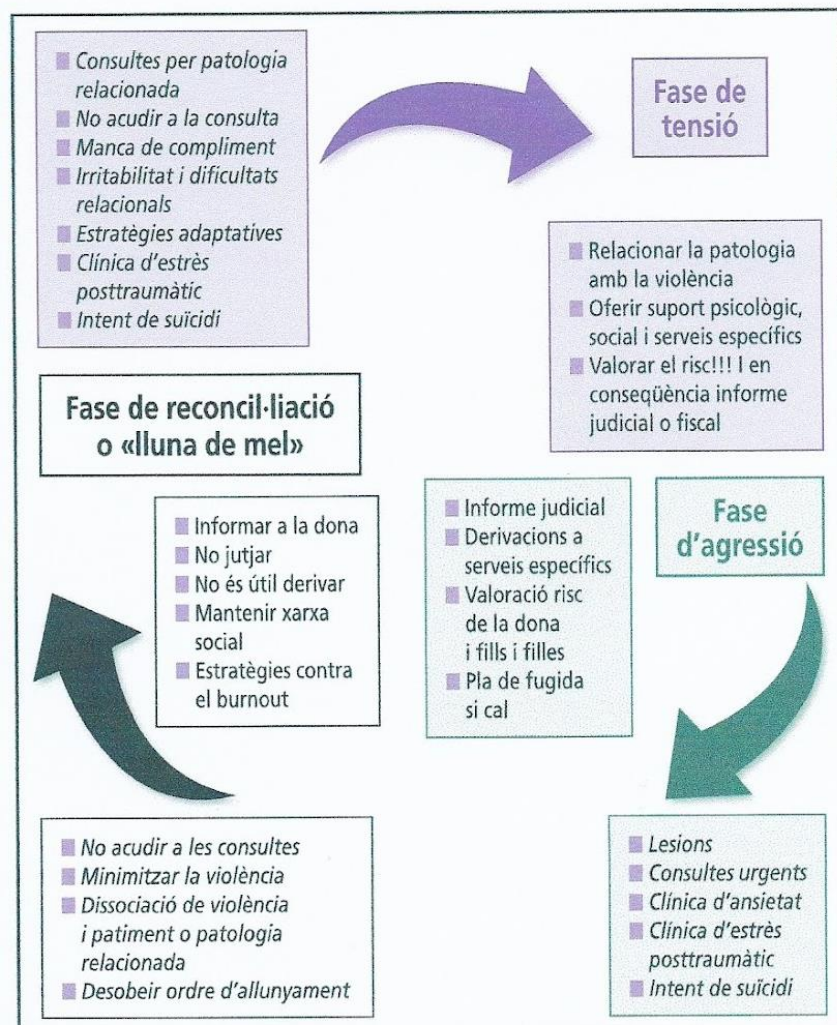 Consultes per patologia
relacionada
No acudir a la consulta
Manca de compliment
Irritabilitat i dificultats
relacionals
Estratègies adaptatives
Clínica d'estrès
posttraumàtic
Intent de suïcidi
Fase de
tensió
Relacionar la patologia
amb la violència
Oferir suport psicològic,
social i serveis específics
Valorar el risc!!! I en
conseqüència informe
judicial o fiscal
Fase de reconcil·liació
o «lluna de mel»
Informar a la dona
No jutjar
No és útil derivar
Mantenir xarxa
social
Estratègies contra
el burnout
Informe judicial
Derivacions a
serveis específics
Valoració risc
de la dona
i fills i filles
Pla de fugida
si cal
Fase
d'agressió
No acudir a les consultes
Minimitzar la violència
Dissociació de violència
i patiment o patologia
relacionada
Desobeir ordre d'allunyament
Lesions
Consultes urgents
Clínica d'ansietat
Clínica d'estrès
posttraumàtic
Intent de suïcidi